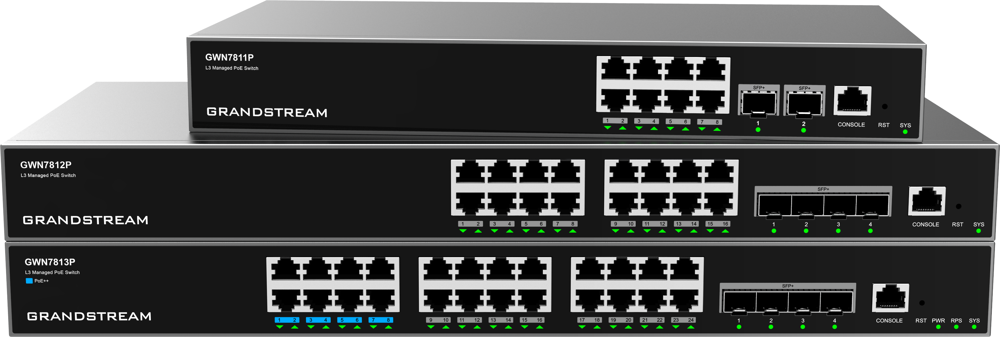 GWN7811P
L3 Managed PoE Switch
GRANDSTREAM
SFP+ SFP+
1 2 3 4 5 6 7 8
1 2
CONSOLE RST SYS
GWN7812P
L3 Managed PoE Switch
GRANDSTREAM
SFP+
1 2 3 4 5 6 7 8 9 10 11 12 13 14 15 16
1 2 3 4
CONSOLE RST SYS
GWN7813P
L3 Managed PoE Switch
PoE++
GRANDSTREAM
SFP+
1 2 3 4 5 6 7 8 9 10 11 12 13 14 15 16 17 18 19 20 21 22 23 24
1 2 3 4
CONSOLE RST PWR RPS SYS